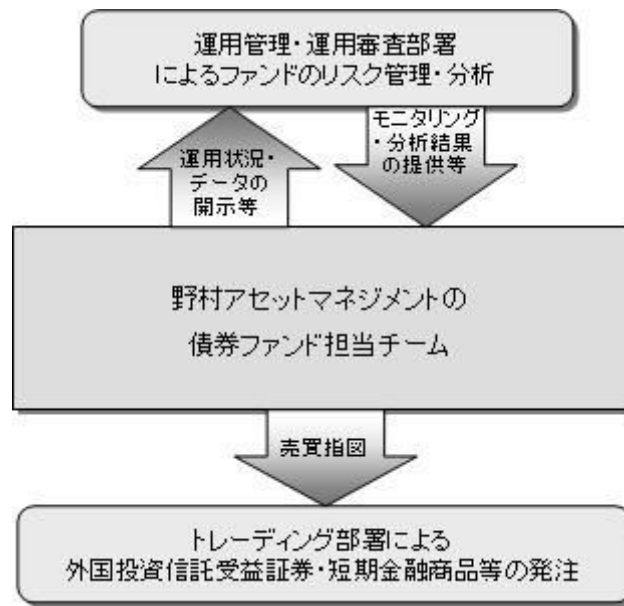 運用管理・運用審査部署
によるファンドのリスク管理・分析
運用状況・
データの
開示等
モニタリング
・分析結果
の提供等
野村アセットマネジメントの
債券ファンド担当チーム
売買指図
トレーディング部署による
外国投資信託受益証券・短期金融商品等の発注